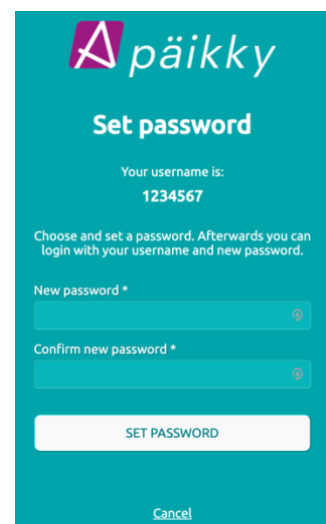 A päikky
Set password
Your username is:
1234567
Choose and set a password. Afterwards you can
login with your username and new password.
New password *
Confirm new password *
SET PASSWORD
Cancel